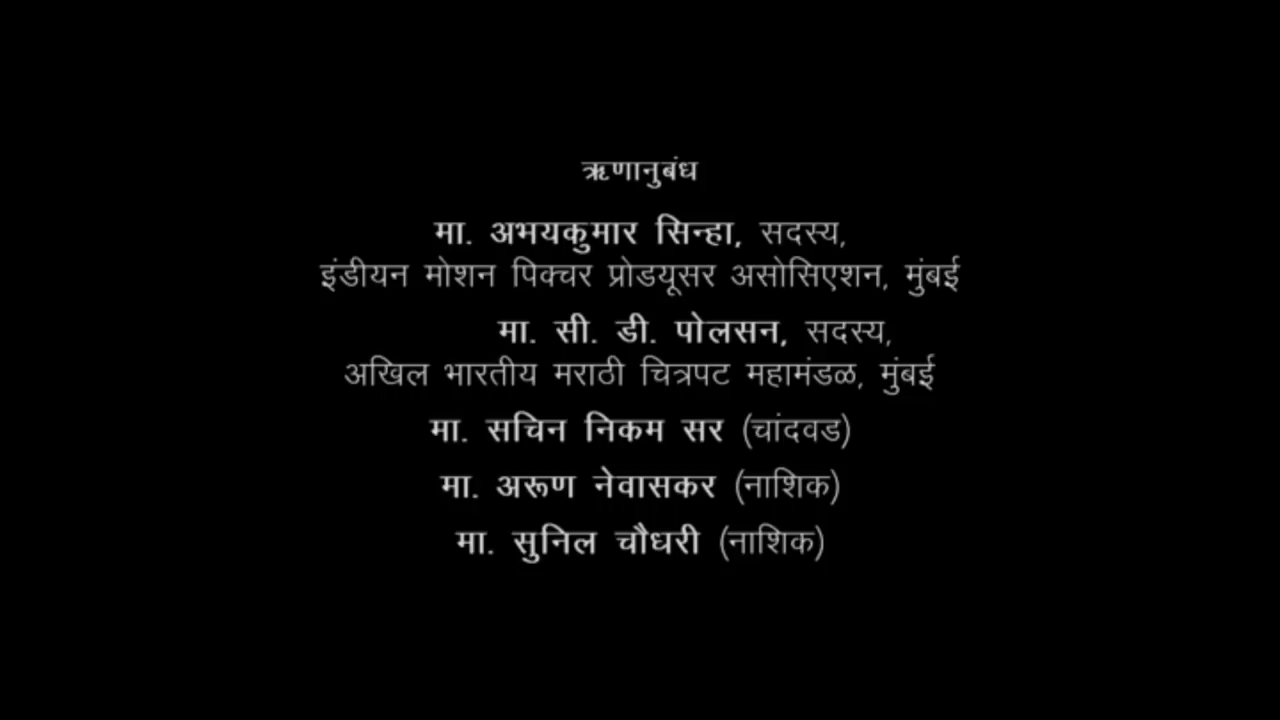 ऋणानुबंध
मा. अभयकुमार सिन्हा, सदस्य,
इंडीयन मोशन पिक्चर प्रोडयूसर असोसिएशन, मुंबई
मा. सी. डी. पोलसन, सदस्य,
अखिल भारतीय मराठी चित्रपट महामंडळ, मुंबई
मा. सचिन निकम सर (चांदवड)
मा. अरूण नेवासकर (नाशिक)
मा. सुनिल चौधरी (नाशिक)